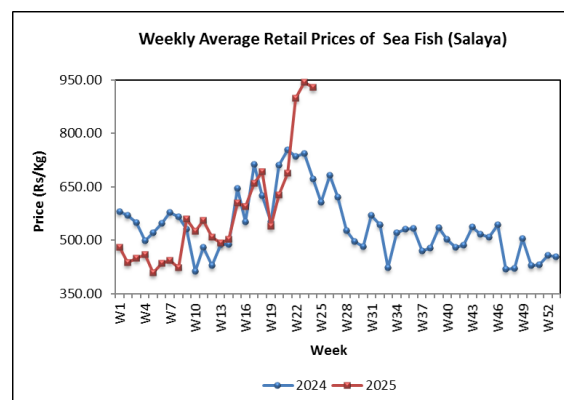 Weekly Average Retail Prices of Sea Fish (Salaya)
Price (Rs/Kg)
950.00
800.00
650.00
500.00
350.00
W1 W4 W7 W10 W13 W16 W19 W22 W25 W28 W31 W34 W37 W40 W43 W46 W49 W52
Week
2024 2025